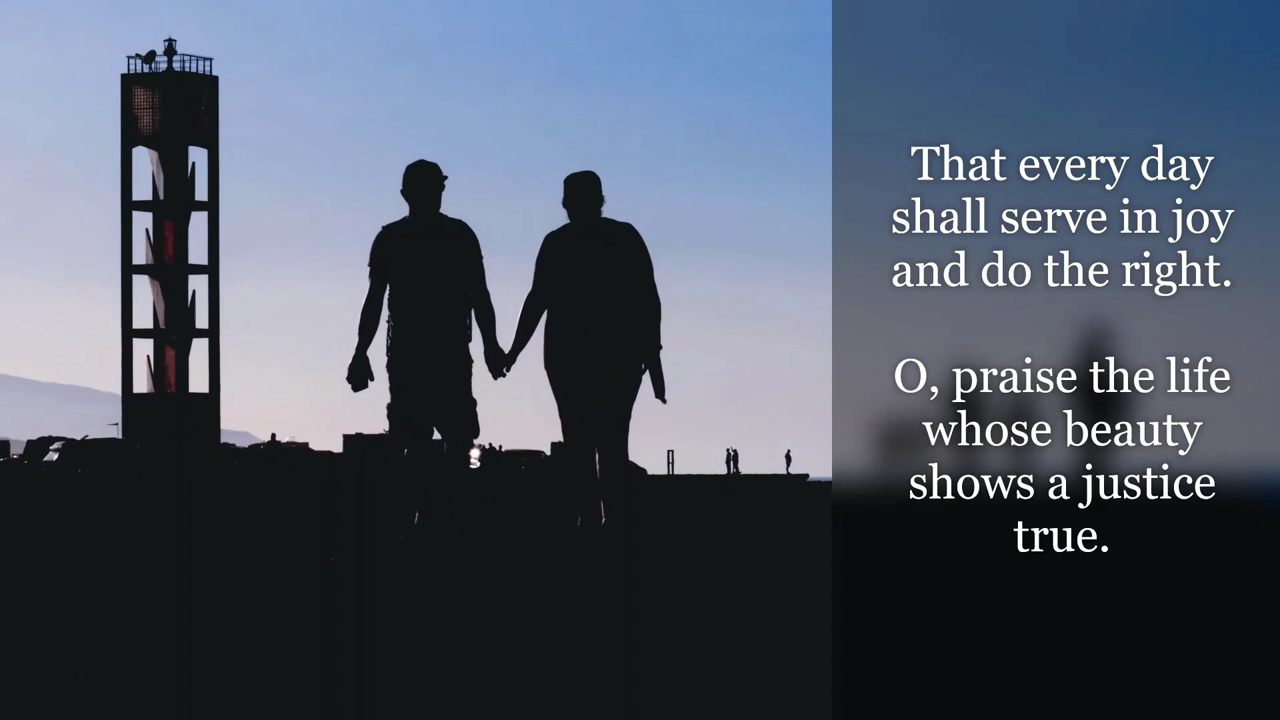 That every day
shall serve in joy
and do the right.
O, praise the life
whose beauty
shows a justice
true.